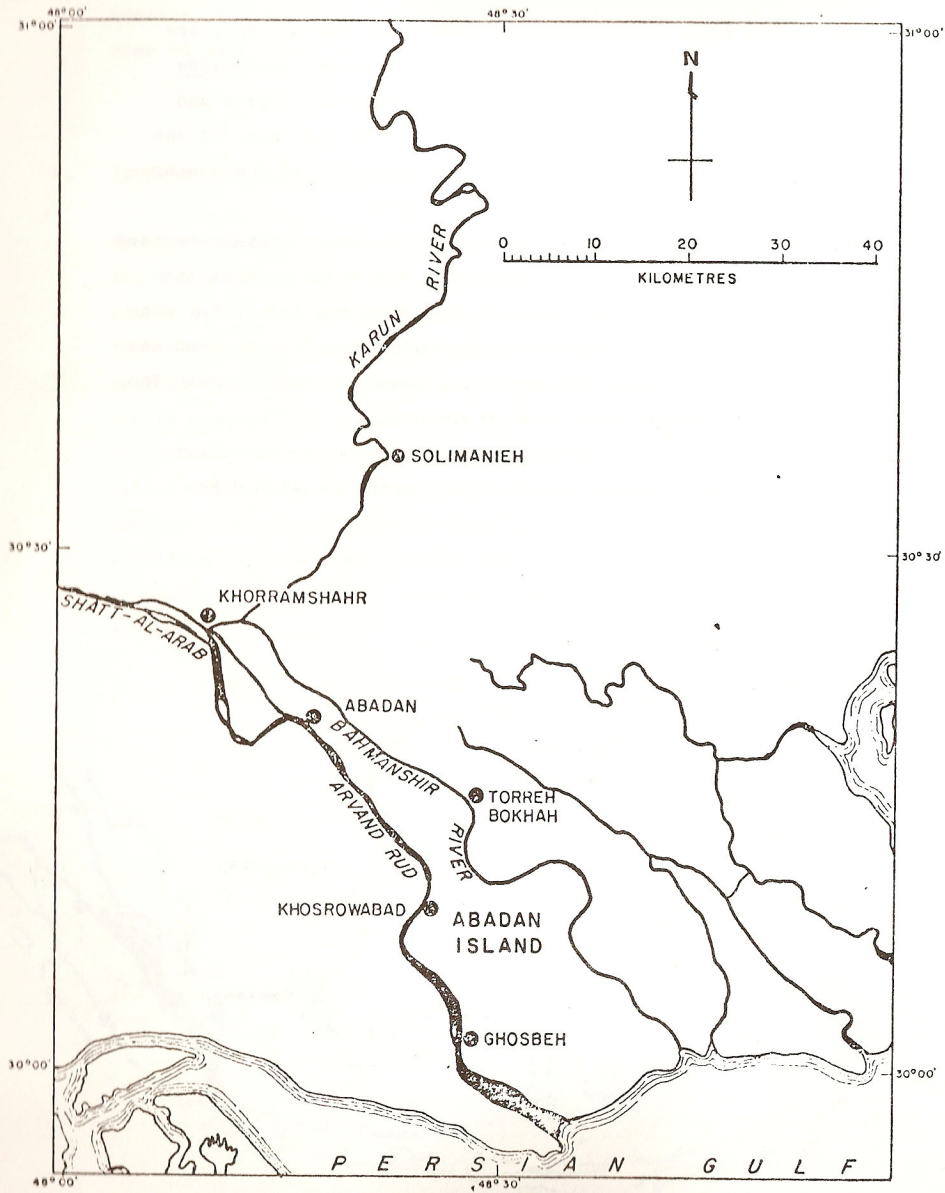 48°00'
48°30'
31°00'
31°00'
N
0 10 20 30 40
KILOMETRES
KARUN RIVER
SOLIMANIEH
30°30'
30°30'
KHORRAMSHAHR
SHATT-AL-ARAB
ABADAN
BAHMANSHIR RIVER
TORREH
BOKHAH
ARVAND RUD
KHOSROWABAD
ABADAN
ISLAND
GHOSBEH
30°00'
30°00'
PERSIAN GULF
48°00'
48°30'